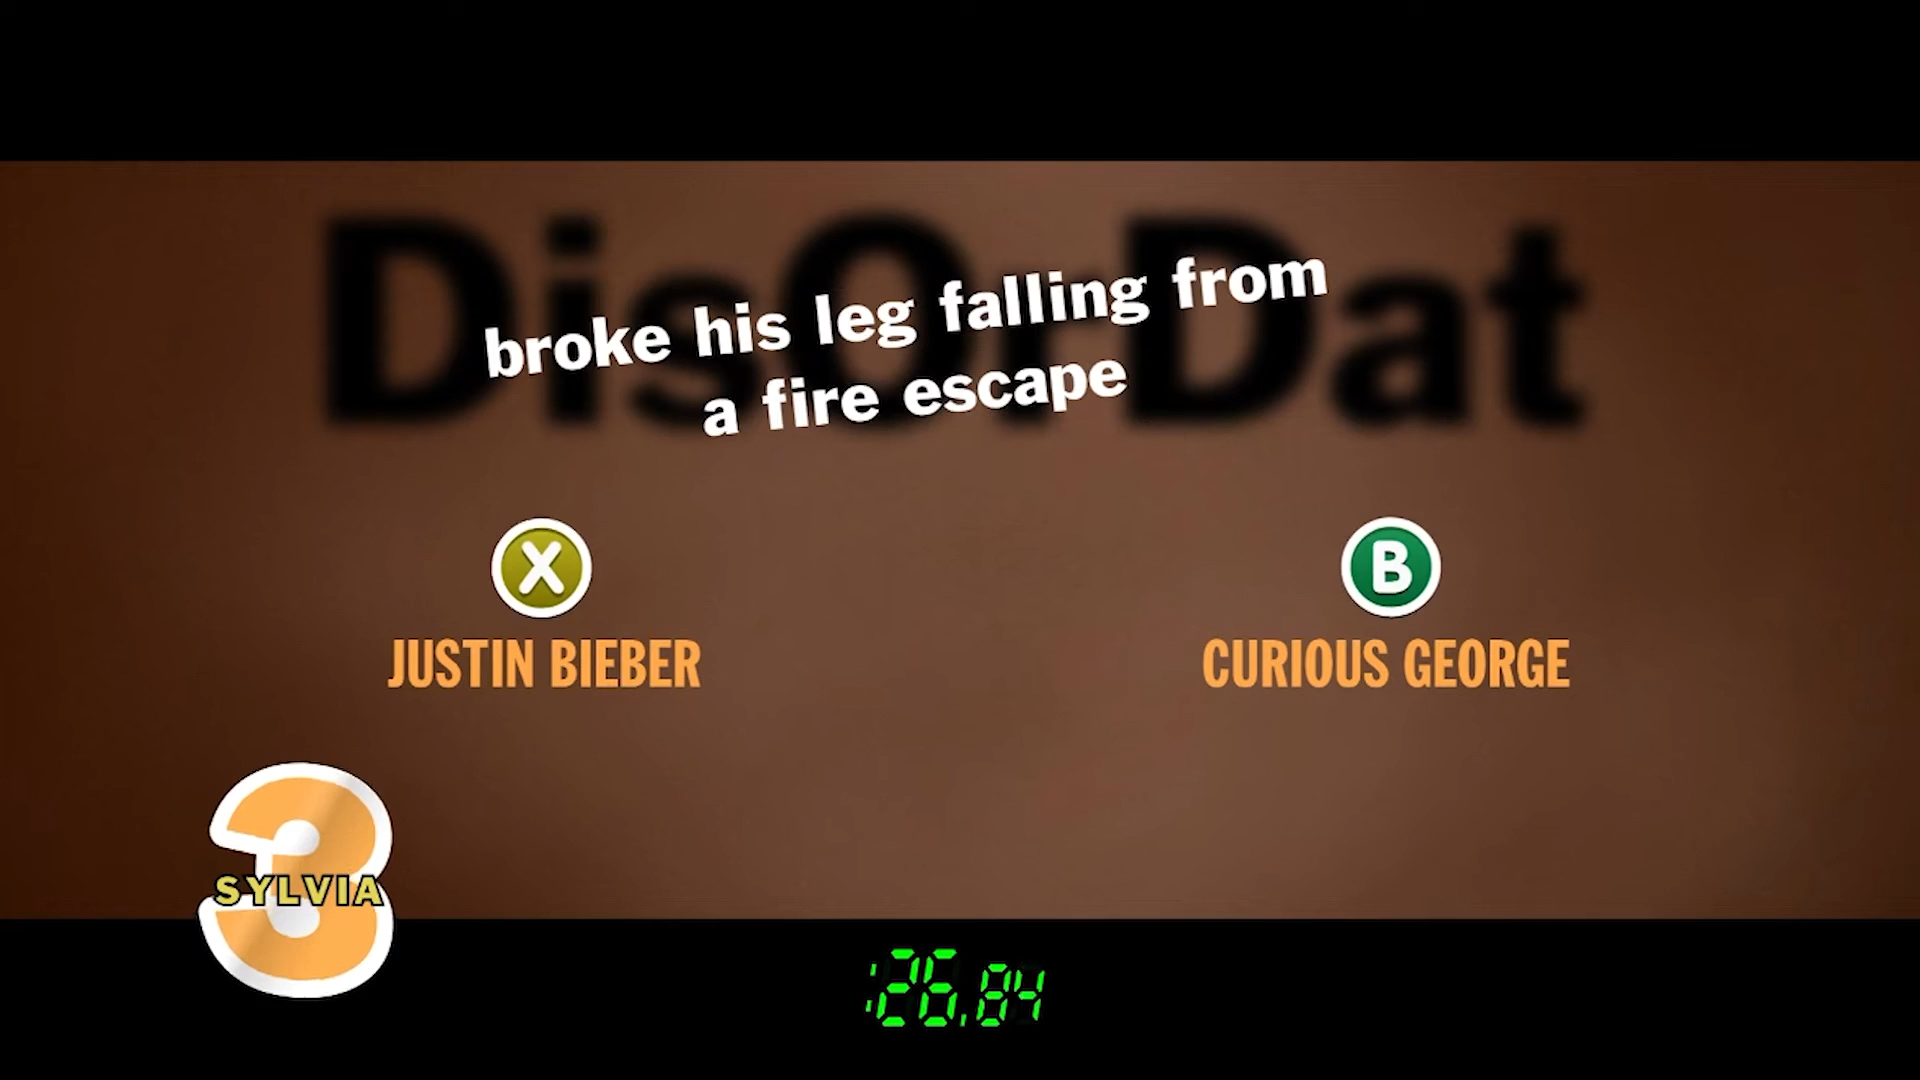 DisOrDat
broke his leg falling from
a fire escape
X
B
JUSTIN BIEBER
CURIOUS GEORGE
3
SYLVIA
:26.84